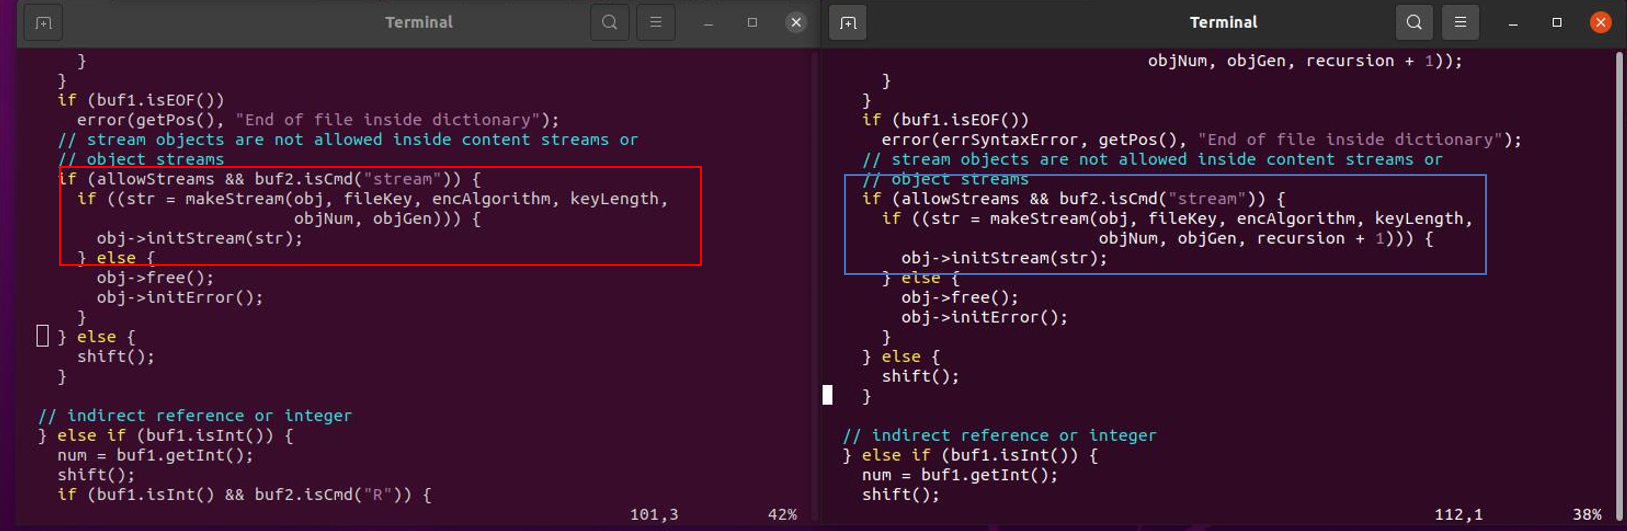 Terminal
    }
  }
  if (buf1.isEOF())
    error(getPos(), "End of file inside dictionary");
  // stream objects are not allowed inside content streams or
  // object streams
  if (allowStreams && buf2.isCmd("stream")) {
    if ((str = makeStream(obj, fileKey, encAlgorithm, keyLength,
                          objNum, objGen))) {
      obj->initStream(str);
    } else {
      obj->free();
      obj->initError();
    }
  } else {
    shift();
  }

// indirect reference or integer
} else if (buf1.isInt()) {
  num = buf1.getInt();
  shift();
  if (buf1.isInt() && buf2.isCmd("R")) {
101,3 42%
Terminal
                               objNum, objGen, recursion + 1));
    }
  }
  if (buf1.isEOF())
    error(errSyntaxError, getPos(), "End of file inside dictionary");
  // stream objects are not allowed inside content streams or
  // object streams
  if (allowStreams && buf2.isCmd("stream")) {
    if ((str = makeStream(obj, fileKey, encAlgorithm, keyLength,
                          objNum, objGen, recursion + 1))) {
      obj->initStream(str);
    } else {
      obj->free();
      obj->initError();
    }
  } else {
    shift();
  }

// indirect reference or integer
} else if (buf1.isInt()) {
  num = buf1.getInt();
  shift();
112,1 38%